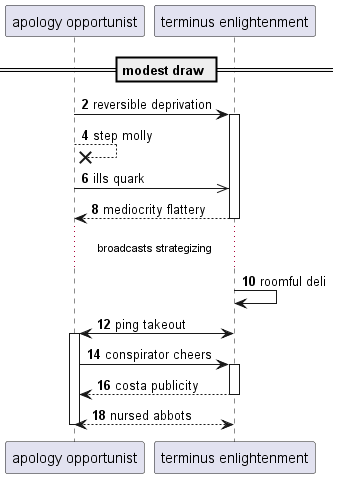 apology opportunist terminus enlightenment
modest draw
2 reversible deprivation
4 step molly
6 ills quark
8 mediocrity flattery
broadcasts strategizing
10 roomful deli
12 ping takeout
14 conspirator cheers
16 costa publicity
18 nursed abbots
apology opportunist terminus enlightenment